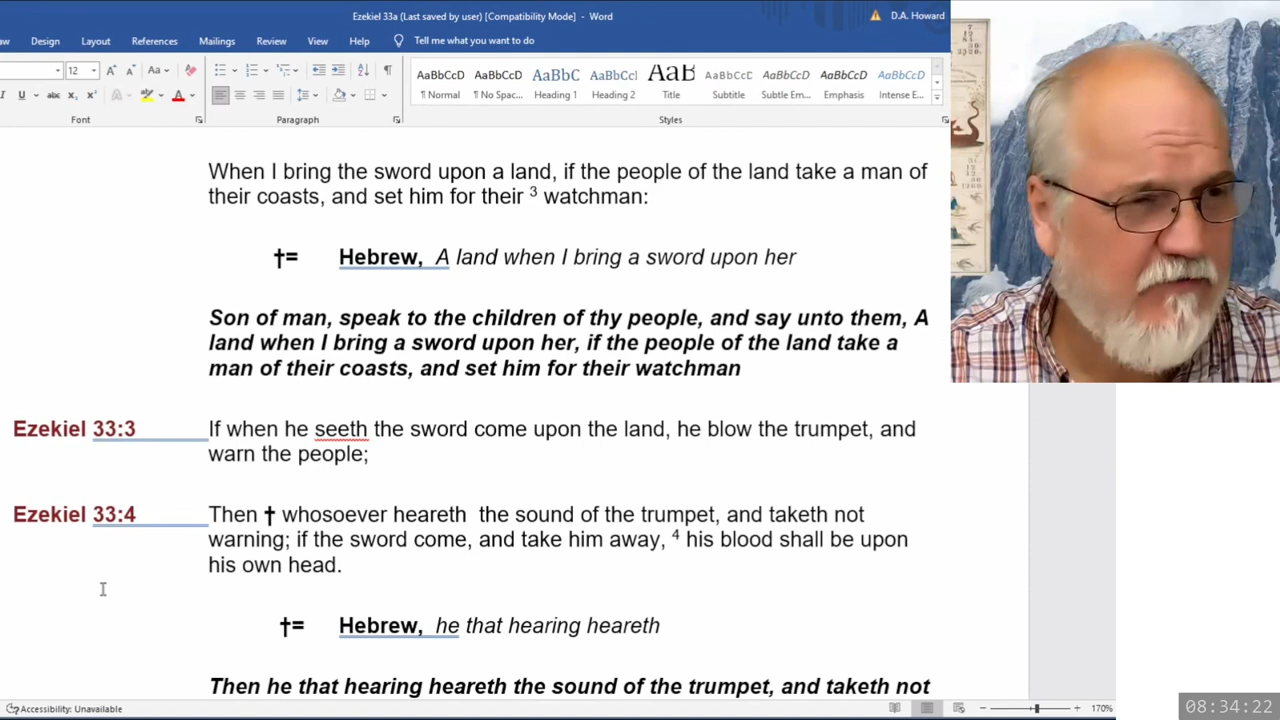 Ezekiel 33a (Last saved by user) [Compatibility Mode] - Word
D.A. Howard
Design Layout References Mailings Review View Help Tell me what you want to do
12 A A Aa
I U abc x₂ x² A ab A
AaBbCcD AaBbCcD AaBbC AaBbCcl AaB AaBbCcD AaBbCcD AaBbCcD AaBbCcD
¶ Normal ¶ No Spac... Heading 1 Heading 2 Title Subtitle Subtle Em... Emphasis Intense E...
Font Paragraph Styles
When I bring the sword upon a land, if the people of the land take a man of
their coasts, and set him for their ³ watchman:
†= Hebrew, A land when I bring a sword upon her
Son of man, speak to the children of thy people, and say unto them, A
land when I bring a sword upon her, if the people of the land take a
man of their coasts, and set him for their watchman
Ezekiel 33:3 If when he seeth the sword come upon the land, he blow the trumpet, and
warn the people;
Ezekiel 33:4 Then † whosoever heareth the sound of the trumpet, and taketh not
warning; if the sword come, and take him away, ⁴ his blood shall be upon
his own head.
†= Hebrew, he that hearing heareth
Then he that hearing heareth the sound of the trumpet, and taketh not
Accessibility: Unavailable
170%
08:34:22